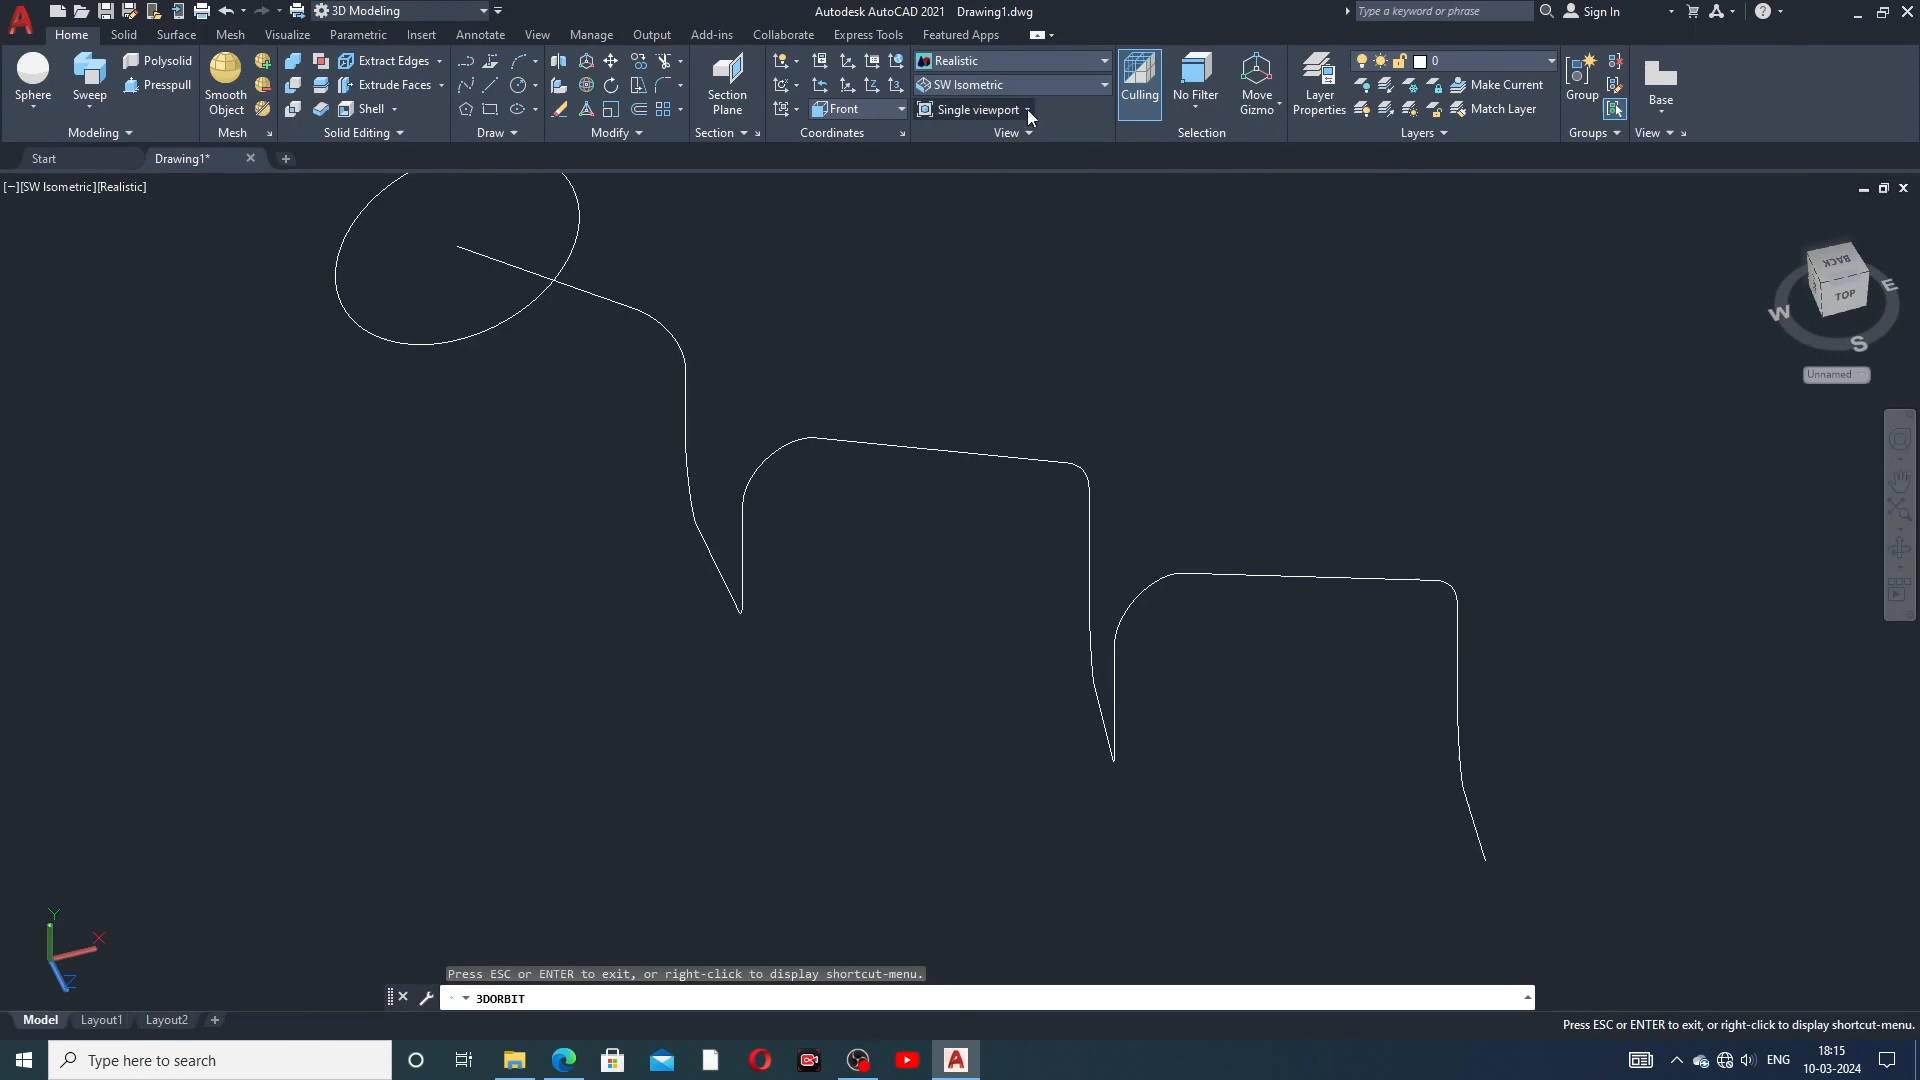 3D Modeling
Autodesk AutoCAD 2021 Drawing1.dwg
Type a keyword or phrase
Sign In
Home Solid Surface Mesh Visualize Parametric Insert Annotate View Manage Output Add-ins Collaborate Express Tools Featured Apps
Sphere
Sweep
Polysolid
Presspull
Modeling
Smooth
Object
Mesh
Extrude Edges
Extrude Faces
Shell
Solid Editing
Draw
Modify
Section
Plane
Section
Front
Coordinates
Realistic
SW Isometric
Single viewport
View
Culling
No Filter
Move
Gizmo
Selection
Layer
Properties
0
Make Current
Match Layer
Layers
Group
Groups
Base
View
Start
Drawing1*
[−][SW Isometric][Realistic]
BACK
TOP
W
E
S
Unnamed
Y
X
Z
Press ESC or ENTER to exit, or right-click to display shortcut-menu.
3DORBIT
Model Layout1 Layout2
Press ESC or ENTER to exit, or right-click to display shortcut-menu.
Type here to search
ENG
18:15
10-03-2024